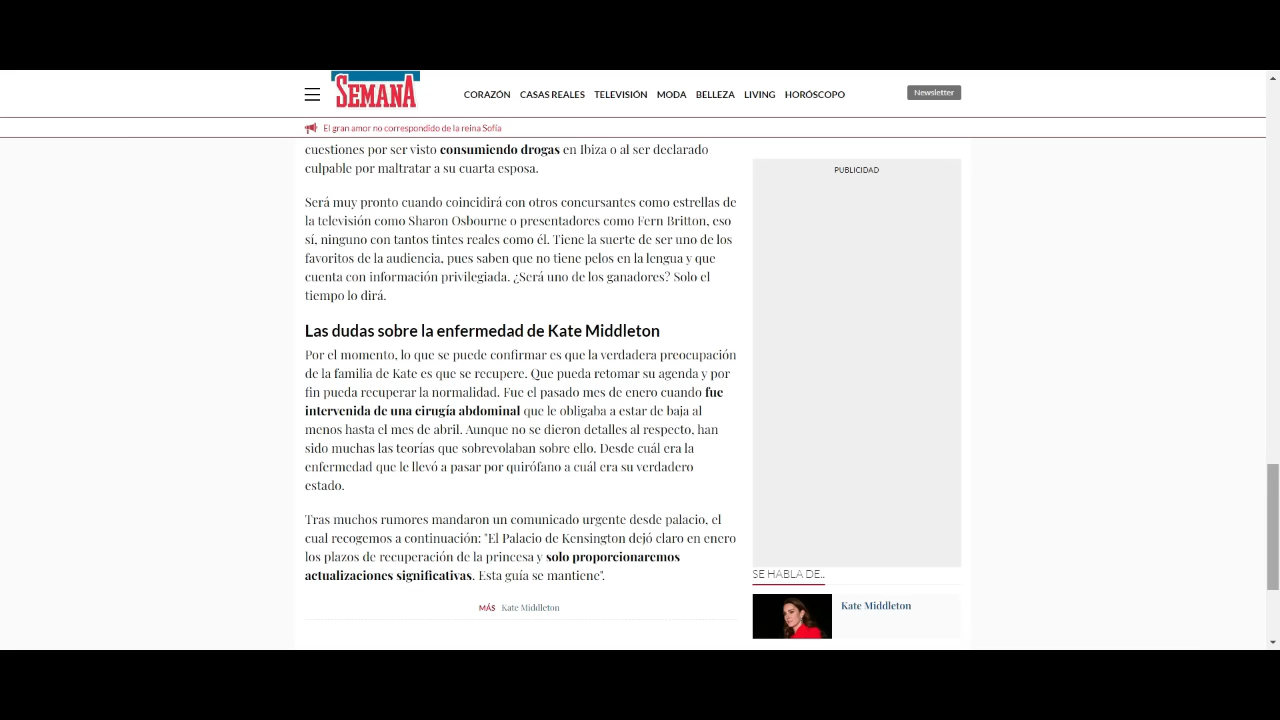 SEMANA
CORAZÓN CASAS REALES TELEVISIÓN MODA BELLEZA LIVING HORÓSCOPO
Newsletter
El gran amor no correspondido de la reina Sofía
cuestiones por ser visto consumiendo drogas en Ibiza o al ser declarado
culpable por maltratar a su cuarta esposa.
Será muy pronto cuando coincidirá con otros concursantes como estrellas de
la televisión como Sharon Osbourne o presentadores como Fern Britton, eso
sí, ninguno con tantos tintes reales como él. Tiene la suerte de ser uno de los
favoritos de la audiencia, pues saben que no tiene pelos en la lengua y que
cuenta con información privilegiada. ¿Será uno de los ganadores? Solo el
tiempo lo dirá.
Las dudas sobre la enfermedad de Kate Middleton
Por el momento, lo que se puede confirmar es que la verdadera preocupación
de la familia de Kate es que se recupere. Que pueda retomar su agenda y por
fin pueda recuperar la normalidad. Fue el pasado mes de enero cuando fue
intervenida de una cirugía abdominal que le obligaba a estar de baja al
menos hasta el mes de abril. Aunque no se dieron detalles al respecto, han
sido muchas las teorías que sobrevolaban sobre ello. Desde cuál era la
enfermedad que le llevó a pasar por quirófano a cuál era su verdadero
estado.
Tras muchos rumores mandaron un comunicado urgente desde palacio, el
cual recogemos a continuación: "El Palacio de Kensington dejó claro en enero
los plazos de recuperación de la princesa y solo proporcionaremos
actualizaciones significativas. Esta guía se mantiene".
MÁS Kate Middleton
PUBLICIDAD
SE HABLA DE..
Kate Middleton